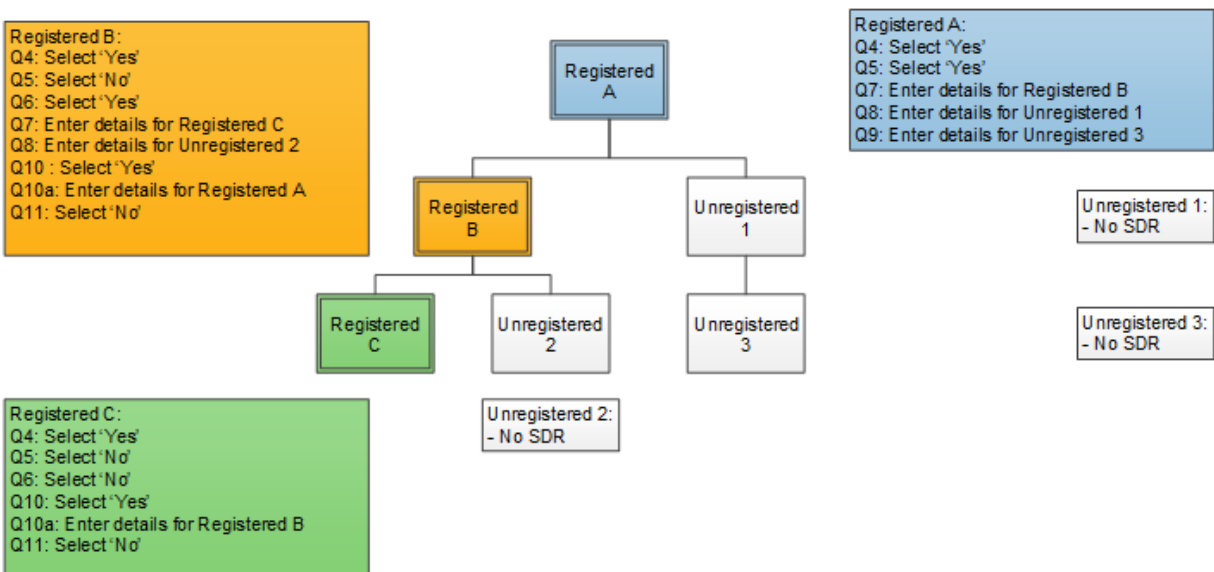 Registered B:
Q4: Select ‘Yes’
Q5: Select ‘No’
Q6: Select ‘Yes’
Q7: Enter details for Registered C
Q8: Enter details for Unregistered 2
Q10 : Select ‘Yes’
Q10a: Enter details for Registered A
Q11: Select ‘No’
Registered
A
Registered A:
Q4: Select ‘Yes’
Q5: Select ‘Yes’
Q7: Enter details for Registered B
Q8: Enter details for Unregistered 1
Q9: Enter details for Unregistered 3
Registered
B
Unregistered
1
Unregistered 1:
- No SDR
Registered
C
Unregistered
2
Unregistered
3
Unregistered 3:
- No SDR
Registered C:
Q4: Select ‘Yes’
Q5: Select ‘No’
Q6: Select ‘No’
Q10: Select ‘Yes’
Q10a: Enter details for Registered B
Q11: Select ‘No’
Unregistered 2:
- No SDR